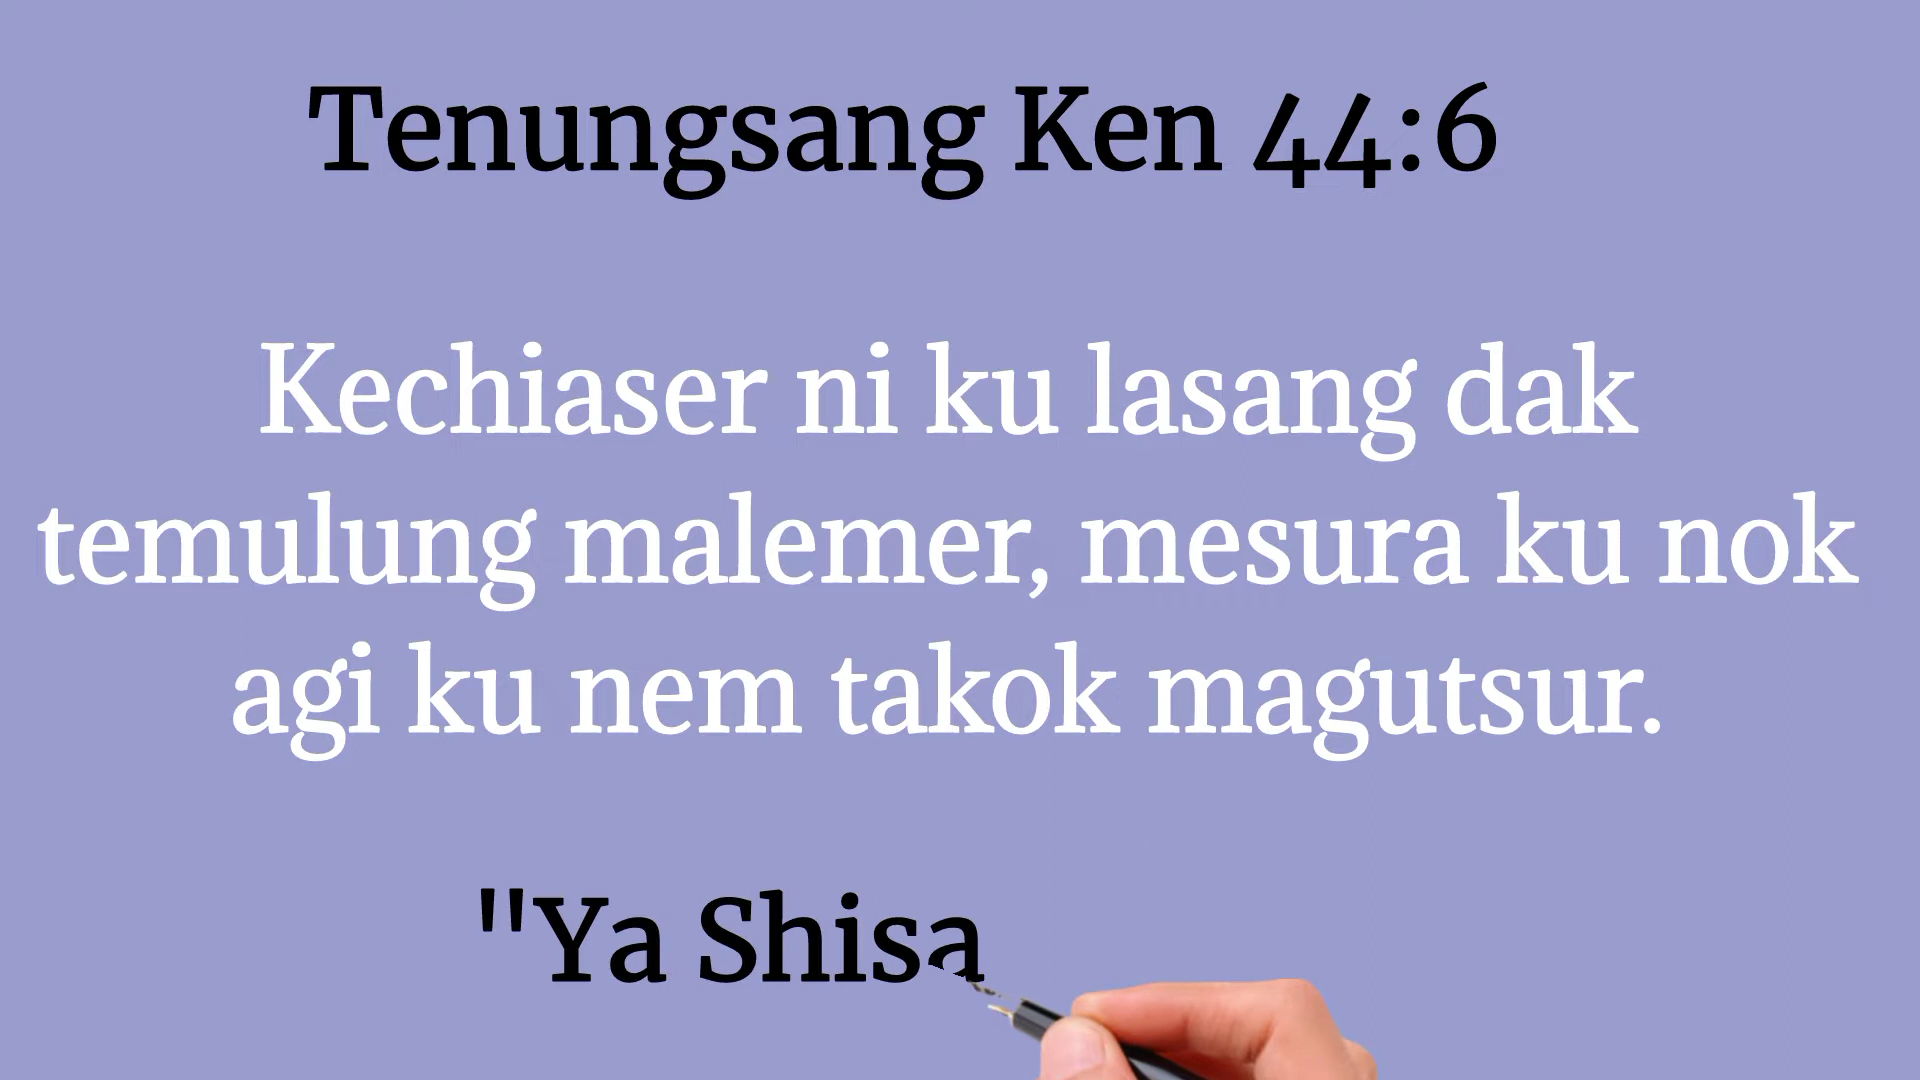 Tenungsang Ken 44:6
Kechiaser ni ku lasang dak
temulung malemer, mesura ku nok
agi ku nem takok magutsur.
"Ya Shisa